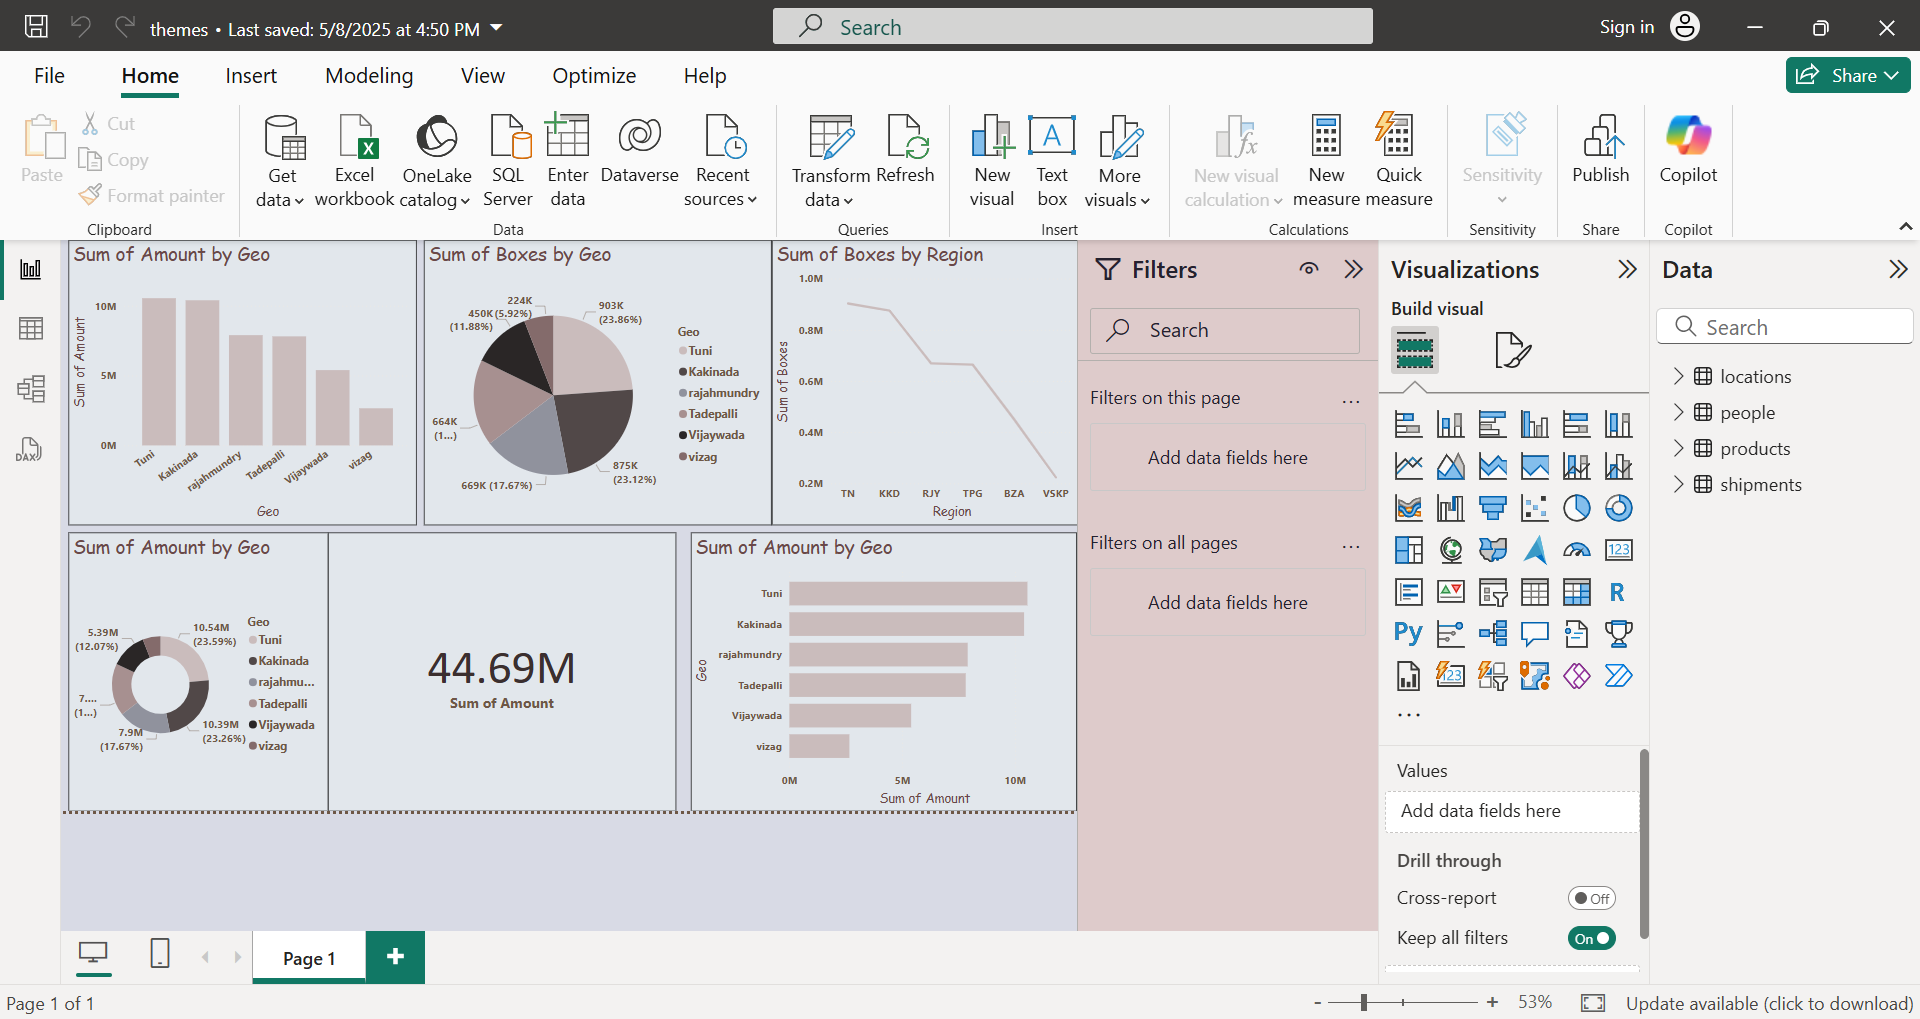 themes • Last saved: 5/8/2025 at 4:50 PM
Search
Sign in
File
Home
Insert
Modeling
View
Optimize
Help
Share
Paste
Cut
Copy
Format painter
Clipboard
Get
data
Excel
workbook
OneLake
catalog
SQL
Server
Enter
data
Dataverse
Recent
sources
Data
Transform
data
Refresh
Queries
New
visual
Text
box
More
visuals
Insert
New visual
calculation
New
measure
Quick
measure
Calculations
Sensitivity
Sensitivity
Publish
Share
Copilot
Copilot
Sum of Amount by Geo
10M
5M
0M
Sum of Amount
Tuni
Kakinada
rajahmundry
Tadepalli
Vijaywada
vizag
Geo
Sum of Boxes by Geo
224K
(5.92%)
450K
(11.88%)
903K
(23.86%)
664K
(1...)
669K (17.67%)
875K
(23.12%)
Geo
Tuni
Kakinada
rajahmundry
Tadepalli
Vijaywada
vizag
Sum of Boxes by Region
1.0M
0.8M
0.6M
0.4M
0.2M
Sum of Boxes
TN
KKD
RJY
TPG
BZA
VSKP
Region
Sum of Amount by Geo
5.39M
(12.07%)
10.54M
(23.59%)
7....
(1...)
7.9M
(17.67%)
10.39M
(23.26%)
Geo
Tuni
Kakinada
rajahmu...
Tadepalli
Vijaywada
vizag
44.69M
Sum of Amount
Sum of Amount by Geo
Geo
Tuni
Kakinada
rajahmundry
Tadepalli
Vijaywada
vizag
0M
5M
10M
Sum of Amount
Filters
Search
Filters on this page
...
Add data fields here
Filters on all pages
...
Add data fields here
Visualizations
Build visual
123
R
Py
123
...
Values
Add data fields here
Drill through
Cross-report
Off
Keep all filters
On
Data
Search
locations
people
products
shipments
DAX
Page 1
+
Page 1 of 1
- + 53%
Update available (click to download)